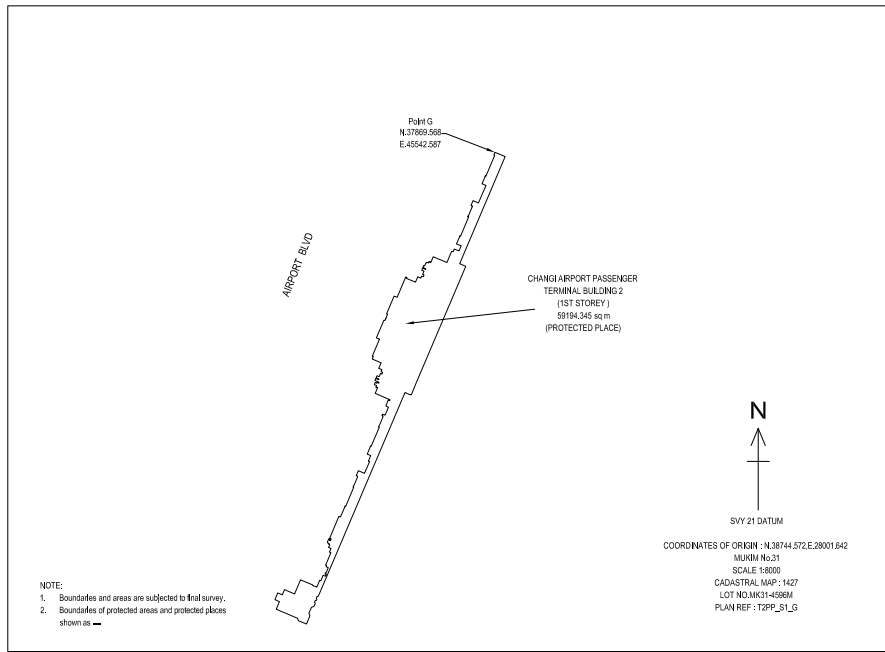 Point G
N.37869.568
E.45542.587
AIRPORT BLVD
CHANGI AIRPORT PASSENGER
TERMINAL BUILDING 2
(1ST STOREY )
59194.345 sq m
(PROTECTED PLACE)
N
SVY 21 DATUM
COORDINATES OF ORIGIN : N.38744.572,E.28001.642
MUKIM No.31
SCALE 1:8000
CADASTRAL MAP : 1427
LOT NO.MK31-4596M
PLAN REF : T2PP_S1_G
NOTE:
1. Boundaries and areas are subjected to final survey.
2. Boundaries of protected areas and protected places
shown as